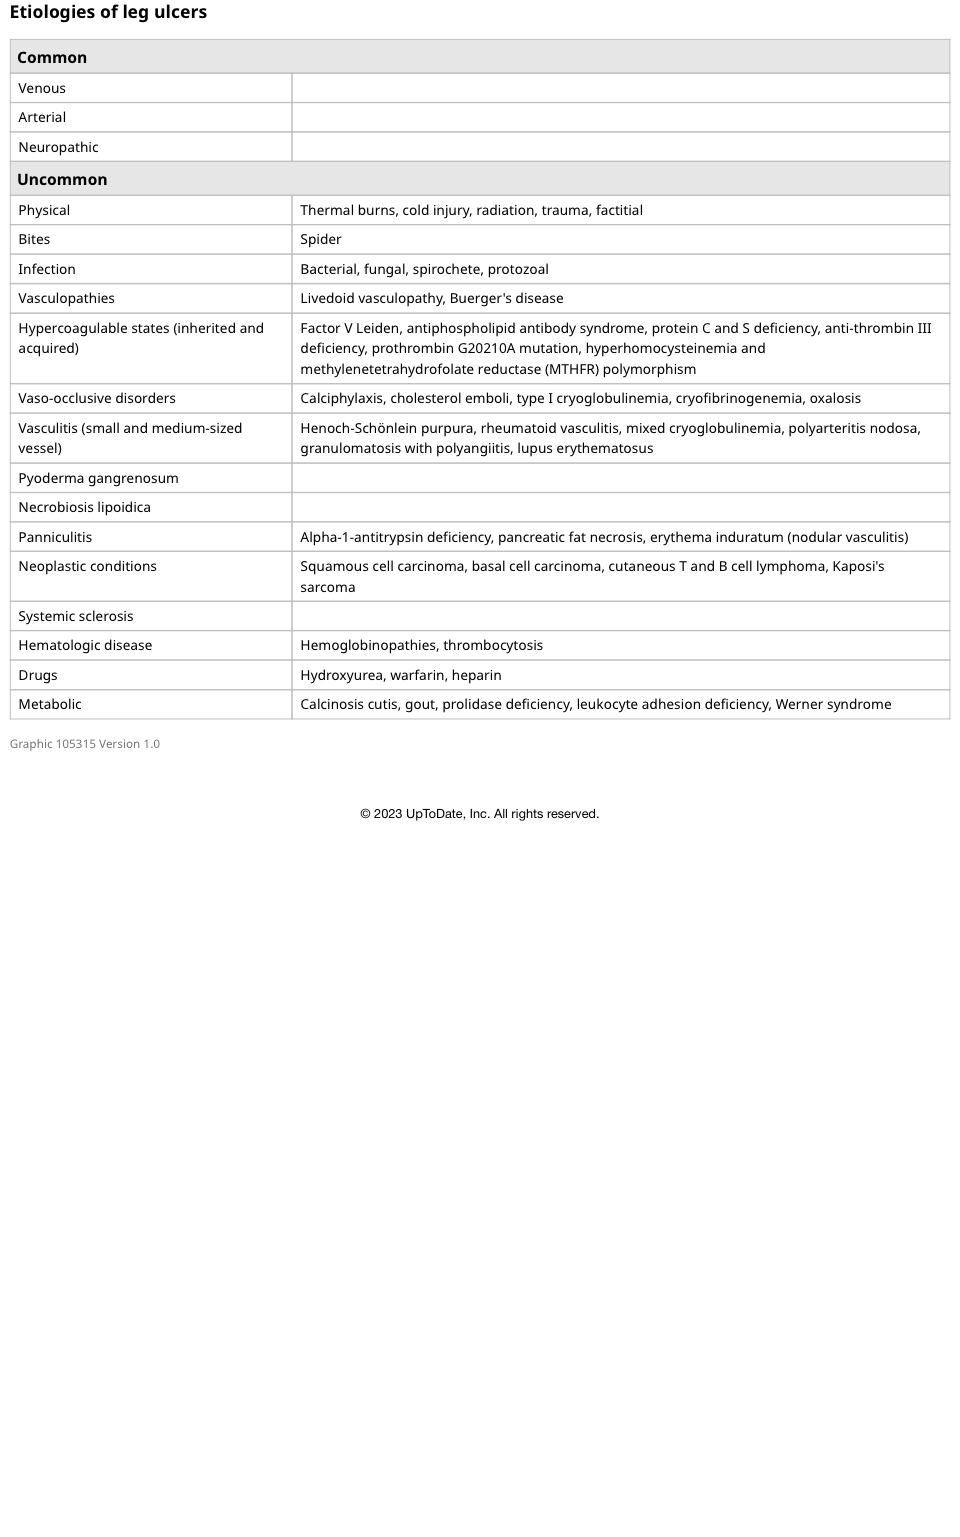 Etiologies of leg ulcers
Common
Venous
Arterial
Neuropathic
Uncommon
Physical
Thermal burns, cold injury, radiation, trauma, factitial
Bites
Spider
Infection
Bacterial, fungal, spirochete, protozoal
Vasculopathies
Livedoid vasculopathy, Buerger's disease
Hypercoagulable states (inherited and
acquired)
Factor V Leiden, antiphospholipid antibody syndrome, protein C and S deficiency, anti-thrombin III
deficiency, prothrombin G20210A mutation, hyperhomocysteinemia and
methylenetetrahydrofolate reductase (MTHFR) polymorphism
Vaso-occlusive disorders
Calciphylaxis, cholesterol emboli, type I cryoglobulinemia, cryofibrinogenemia, oxalosis
Vasculitis (small and medium-sized
vessel)
Henoch-Schönlein purpura, rheumatoid vasculitis, mixed cryoglobulinemia, polyarteritis nodosa,
granulomatosis with polyangiitis, lupus erythematosus
Pyoderma gangrenosum
Necrobiosis lipoidica
Panniculitis
Alpha-1-antitrypsin deficiency, pancreatic fat necrosis, erythema induratum (nodular vasculitis)
Neoplastic conditions
Squamous cell carcinoma, basal cell carcinoma, cutaneous T and B cell lymphoma, Kaposi's
sarcoma
Systemic sclerosis
Hematologic disease
Hemoglobinopathies, thrombocytosis
Drugs
Hydroxyurea, warfarin, heparin
Metabolic
Calcinosis cutis, gout, prolidase deficiency, leukocyte adhesion deficiency, Werner syndrome
Graphic 105315 Version 1.0
© 2023 UpToDate, Inc. All rights reserved.